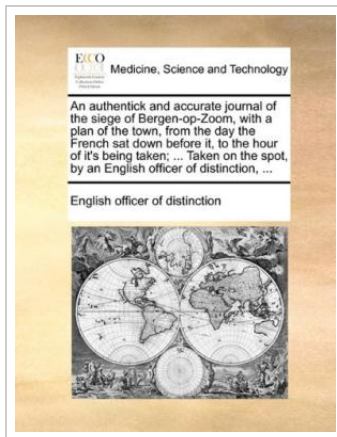 ECCO
Medicine, Science and Technology
An authentick and accurate journal of
the siege of Bergen-op-Zoom, with a
plan of the town, from the day the
French sat down before it, to the hour
of it's being taken; ... Taken on the spot,
by an English officer of distinction, ...
English officer of distinction